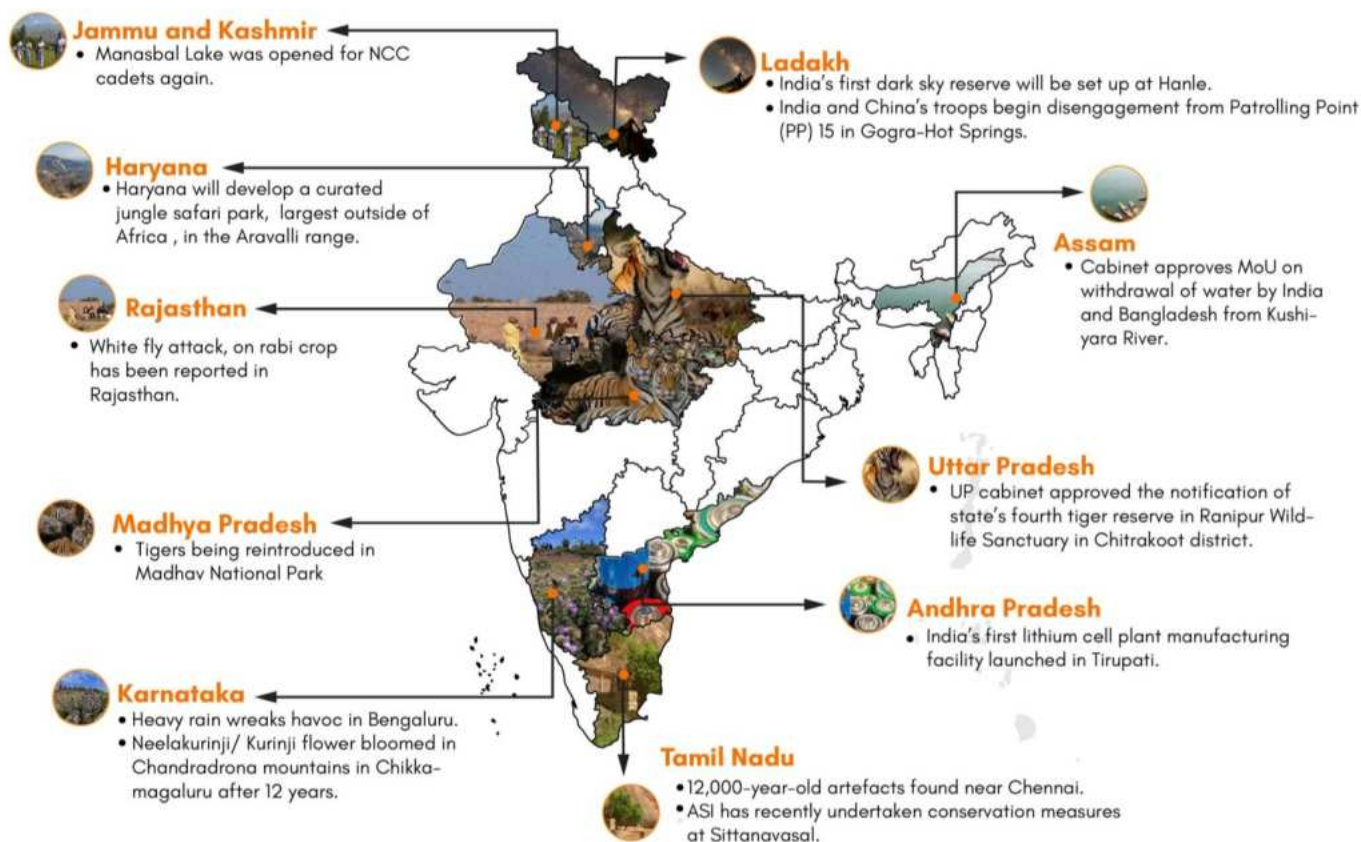 Jammu and Kashmir
• Manasbal Lake was opened for NCC
cadets again.
Ladakh
• India's first dark sky reserve will be set up at Hanle.
• India and China's troops begin disengagement from Patrolling Point
(PP) 15 in Gogra-Hot Springs.
Haryana
• Haryana will develop a curated
jungle safari park, largest outside of
Africa , in the Aravalli range.
Assam
• Cabinet approves MoU on
withdrawal of water by India
and Bangladesh from Kushi-
yara River.
Rajasthan
• White fly attack, on rabi crop
has been reported in
Rajasthan.
Uttar Pradesh
• UP cabinet approved the notification of
state's fourth tiger reserve in Ranipur Wild-
life Sanctuary in Chitrakoot district.
Madhya Pradesh
• Tigers being reintroduced in
Madhav National Park
Andhra Pradesh
• India's first lithium cell plant manufacturing
facility launched in Tirupati.
Karnataka
• Heavy rain wreaks havoc in Bengaluru.
• Neelakurinji/ Kurinji flower bloomed in
Chandradrona mountains in Chikka-
magaluru after 12 years.
Tamil Nadu
• 12,000-year-old artefacts found near Chennai.
• ASI has recently undertaken conservation measures
at Sittanavasal.